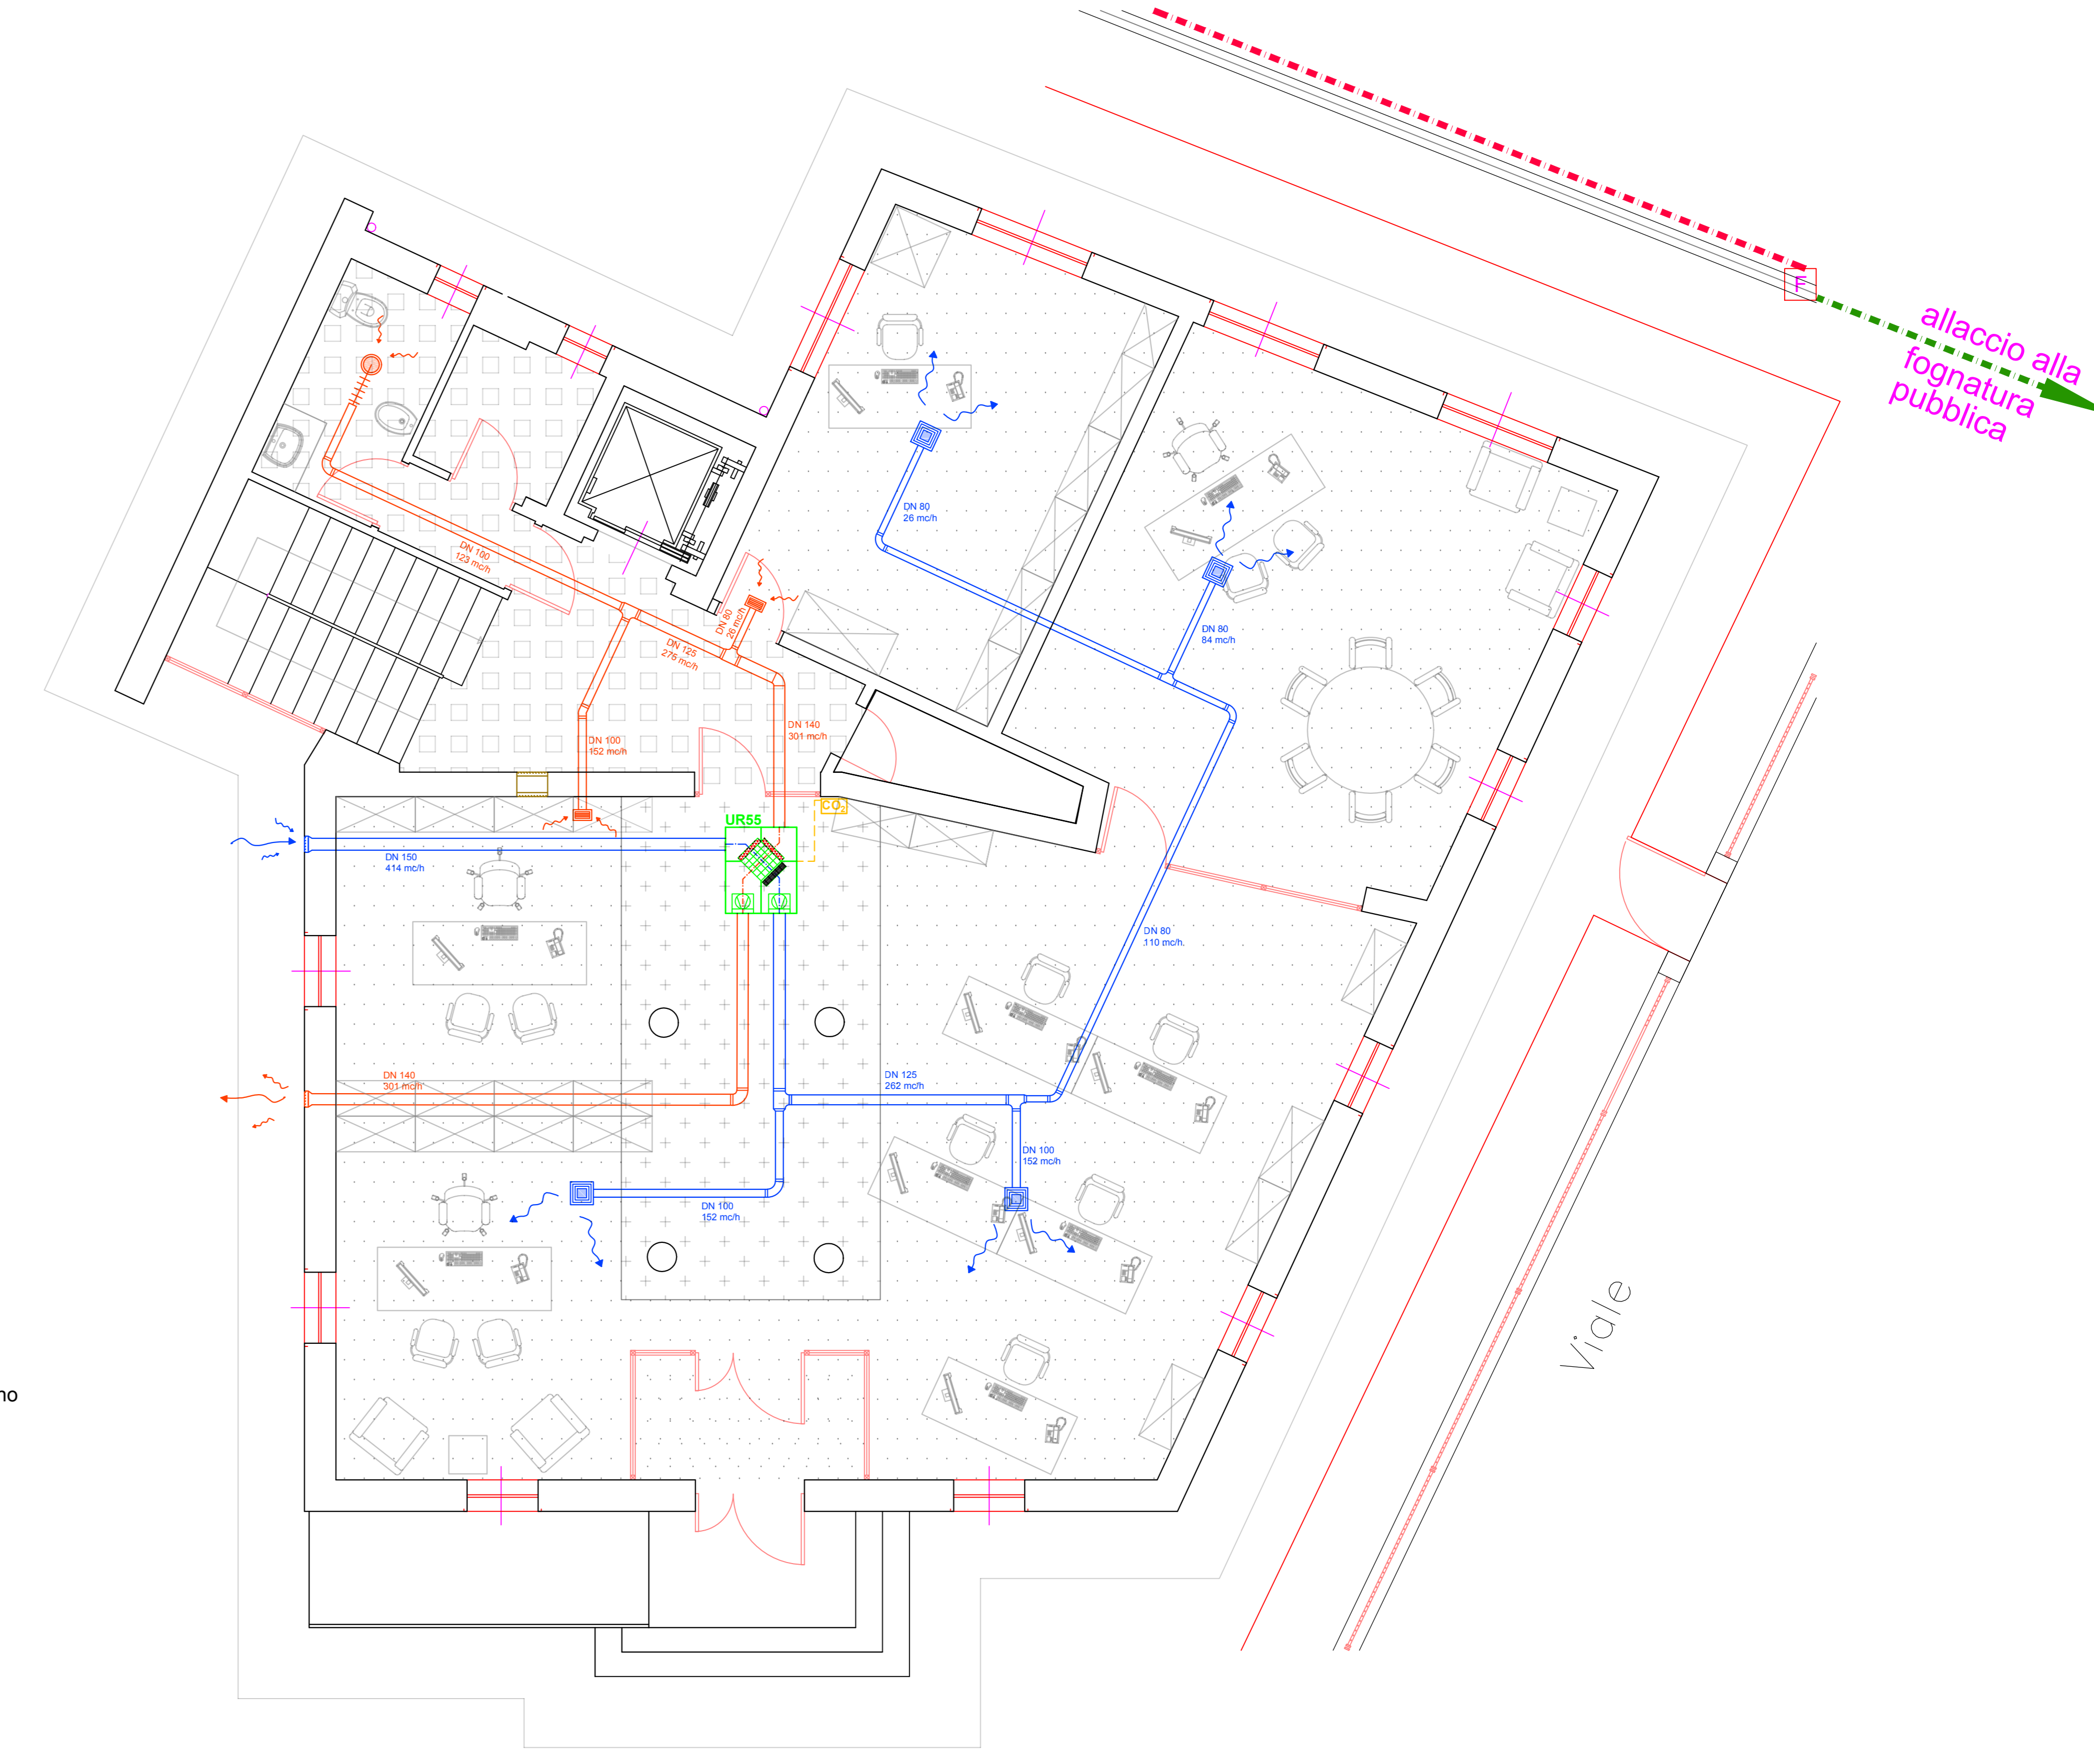 F
allaccio alla
fognatura
pubblica
DN 80
26 mc/h
DN 100
123 mc/h
DN 80
26 mc/h
DN 80
84 mc/h
DN 125
275 mc/h
DN 140
301 mc/h
DN 100
152 mc/h
CO2
UR55
DN 150
414 mc/h
DN 80
110 mc/h.
DN 140
301 mc/h
DN 125
262 mc/h
DN 100
152 mc/h
DN 100
152 mc/h
Viale
no